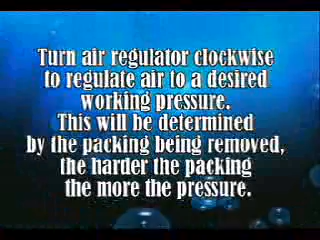 Turn air regulator clockwise
to regulate air to a desired
working pressure.
This will be determined
by the packing being removed,
the harder the packing
the more the pressure.